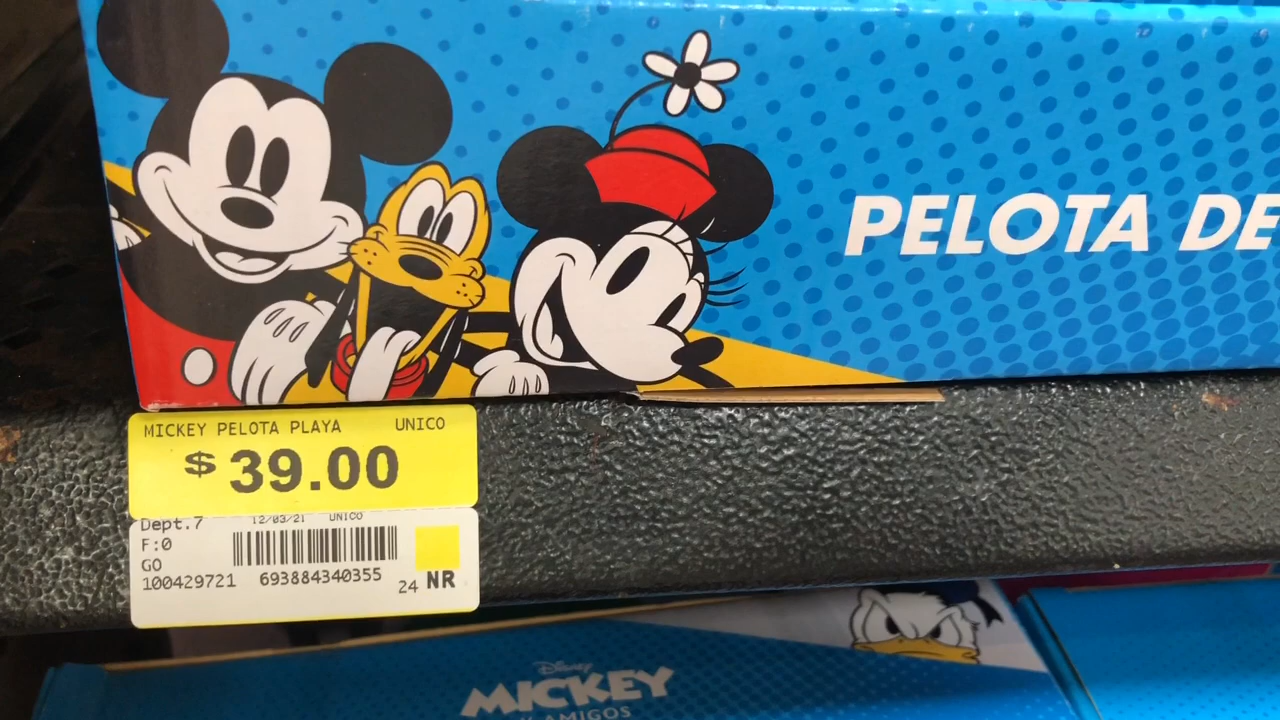 PELOTA DE
MICKEY PELOTA PLAYA UNICO
$ 39.00
Dept.7 12/03/21 UNICO
F:0
GO
100429721 693884340355 24 NR
Disney
MICKEY
Y AMIGOS